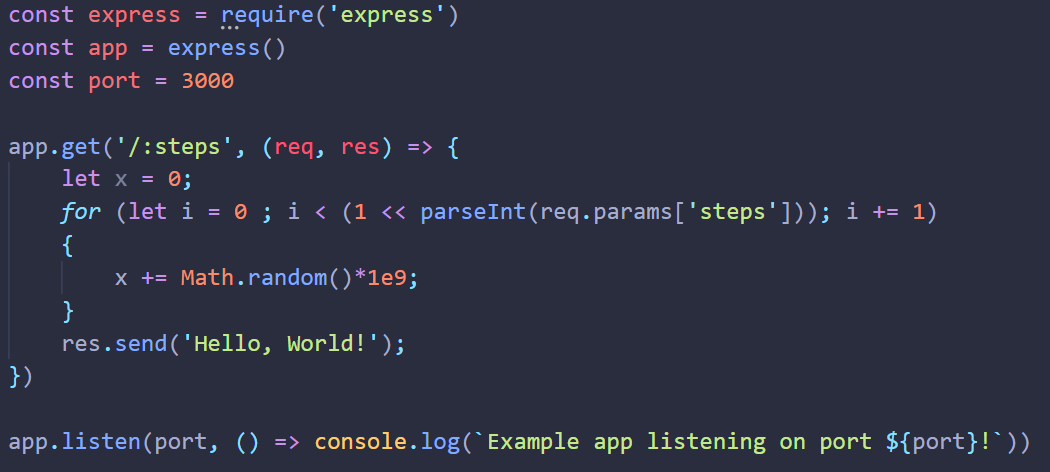 const express = require('express')
const app = express()
const port = 3000
app.get('/:steps', (req, res) => {
let x = 0;
for (let i = 0 ; i < (1 << parseInt(req.params['steps'])); i += 1)
{
x += Math.random()*1e9;
}
res.send('Hello, World!');
})
app.listen(port, () => console.log(`Example app listening on port ${port}!`))